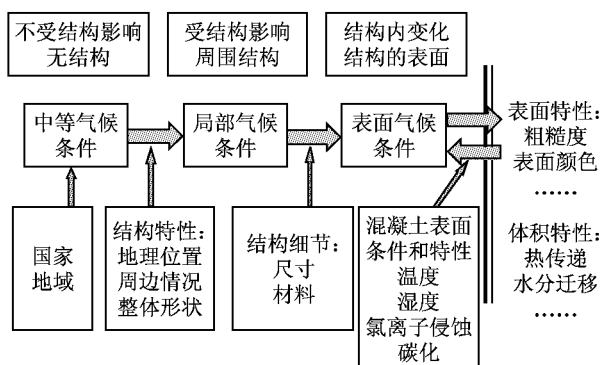 不受结构影响
无结构
受结构影响
周围结构
结构内变化
结构的表面
中等气候
条件
局部气候
条件
表面气候
条件
表面特性：
粗糙度
表面颜色
……
国家
地域
结构特性：
地理位置
周边情况
整体形状
结构细节：
尺寸
材料
混凝土表面
条件和特性
温度
湿度
氯离子侵蚀
碳化
体积特性：
热传递
水分迁移
……